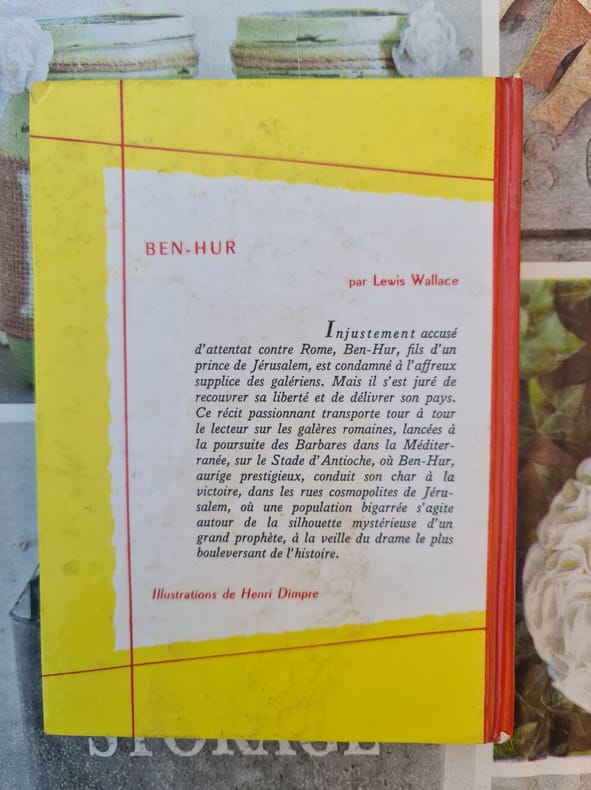 BEN-HUR
par Lewis Wallace
Injustement accusé
d'attentat contre Rome, Ben-Hur, fils d'un
prince de Jérusalem, est condamné à l'affreux
supplice des galériens. Mais il s'est juré de
recouvrer sa liberté et de délivrer son pays.
Ce récit passionnant transporte tour à tour
le lecteur sur les galères romaines, lancées à
la poursuite des Barbares dans la Méditer-
ranée, sur le Stade d'Antioche, où Ben-Hur,
aurige prestigieux, conduit son char à la
victoire, dans les rues cosmopolites de Jéru-
salem, où une population bigarrée s'agite
autour de la silhouette mystérieuse d'un
grand prophète, à la veille du drame le plus
bouleversant de l'histoire.
Illustrations de Henri Dimpre
STORAGE